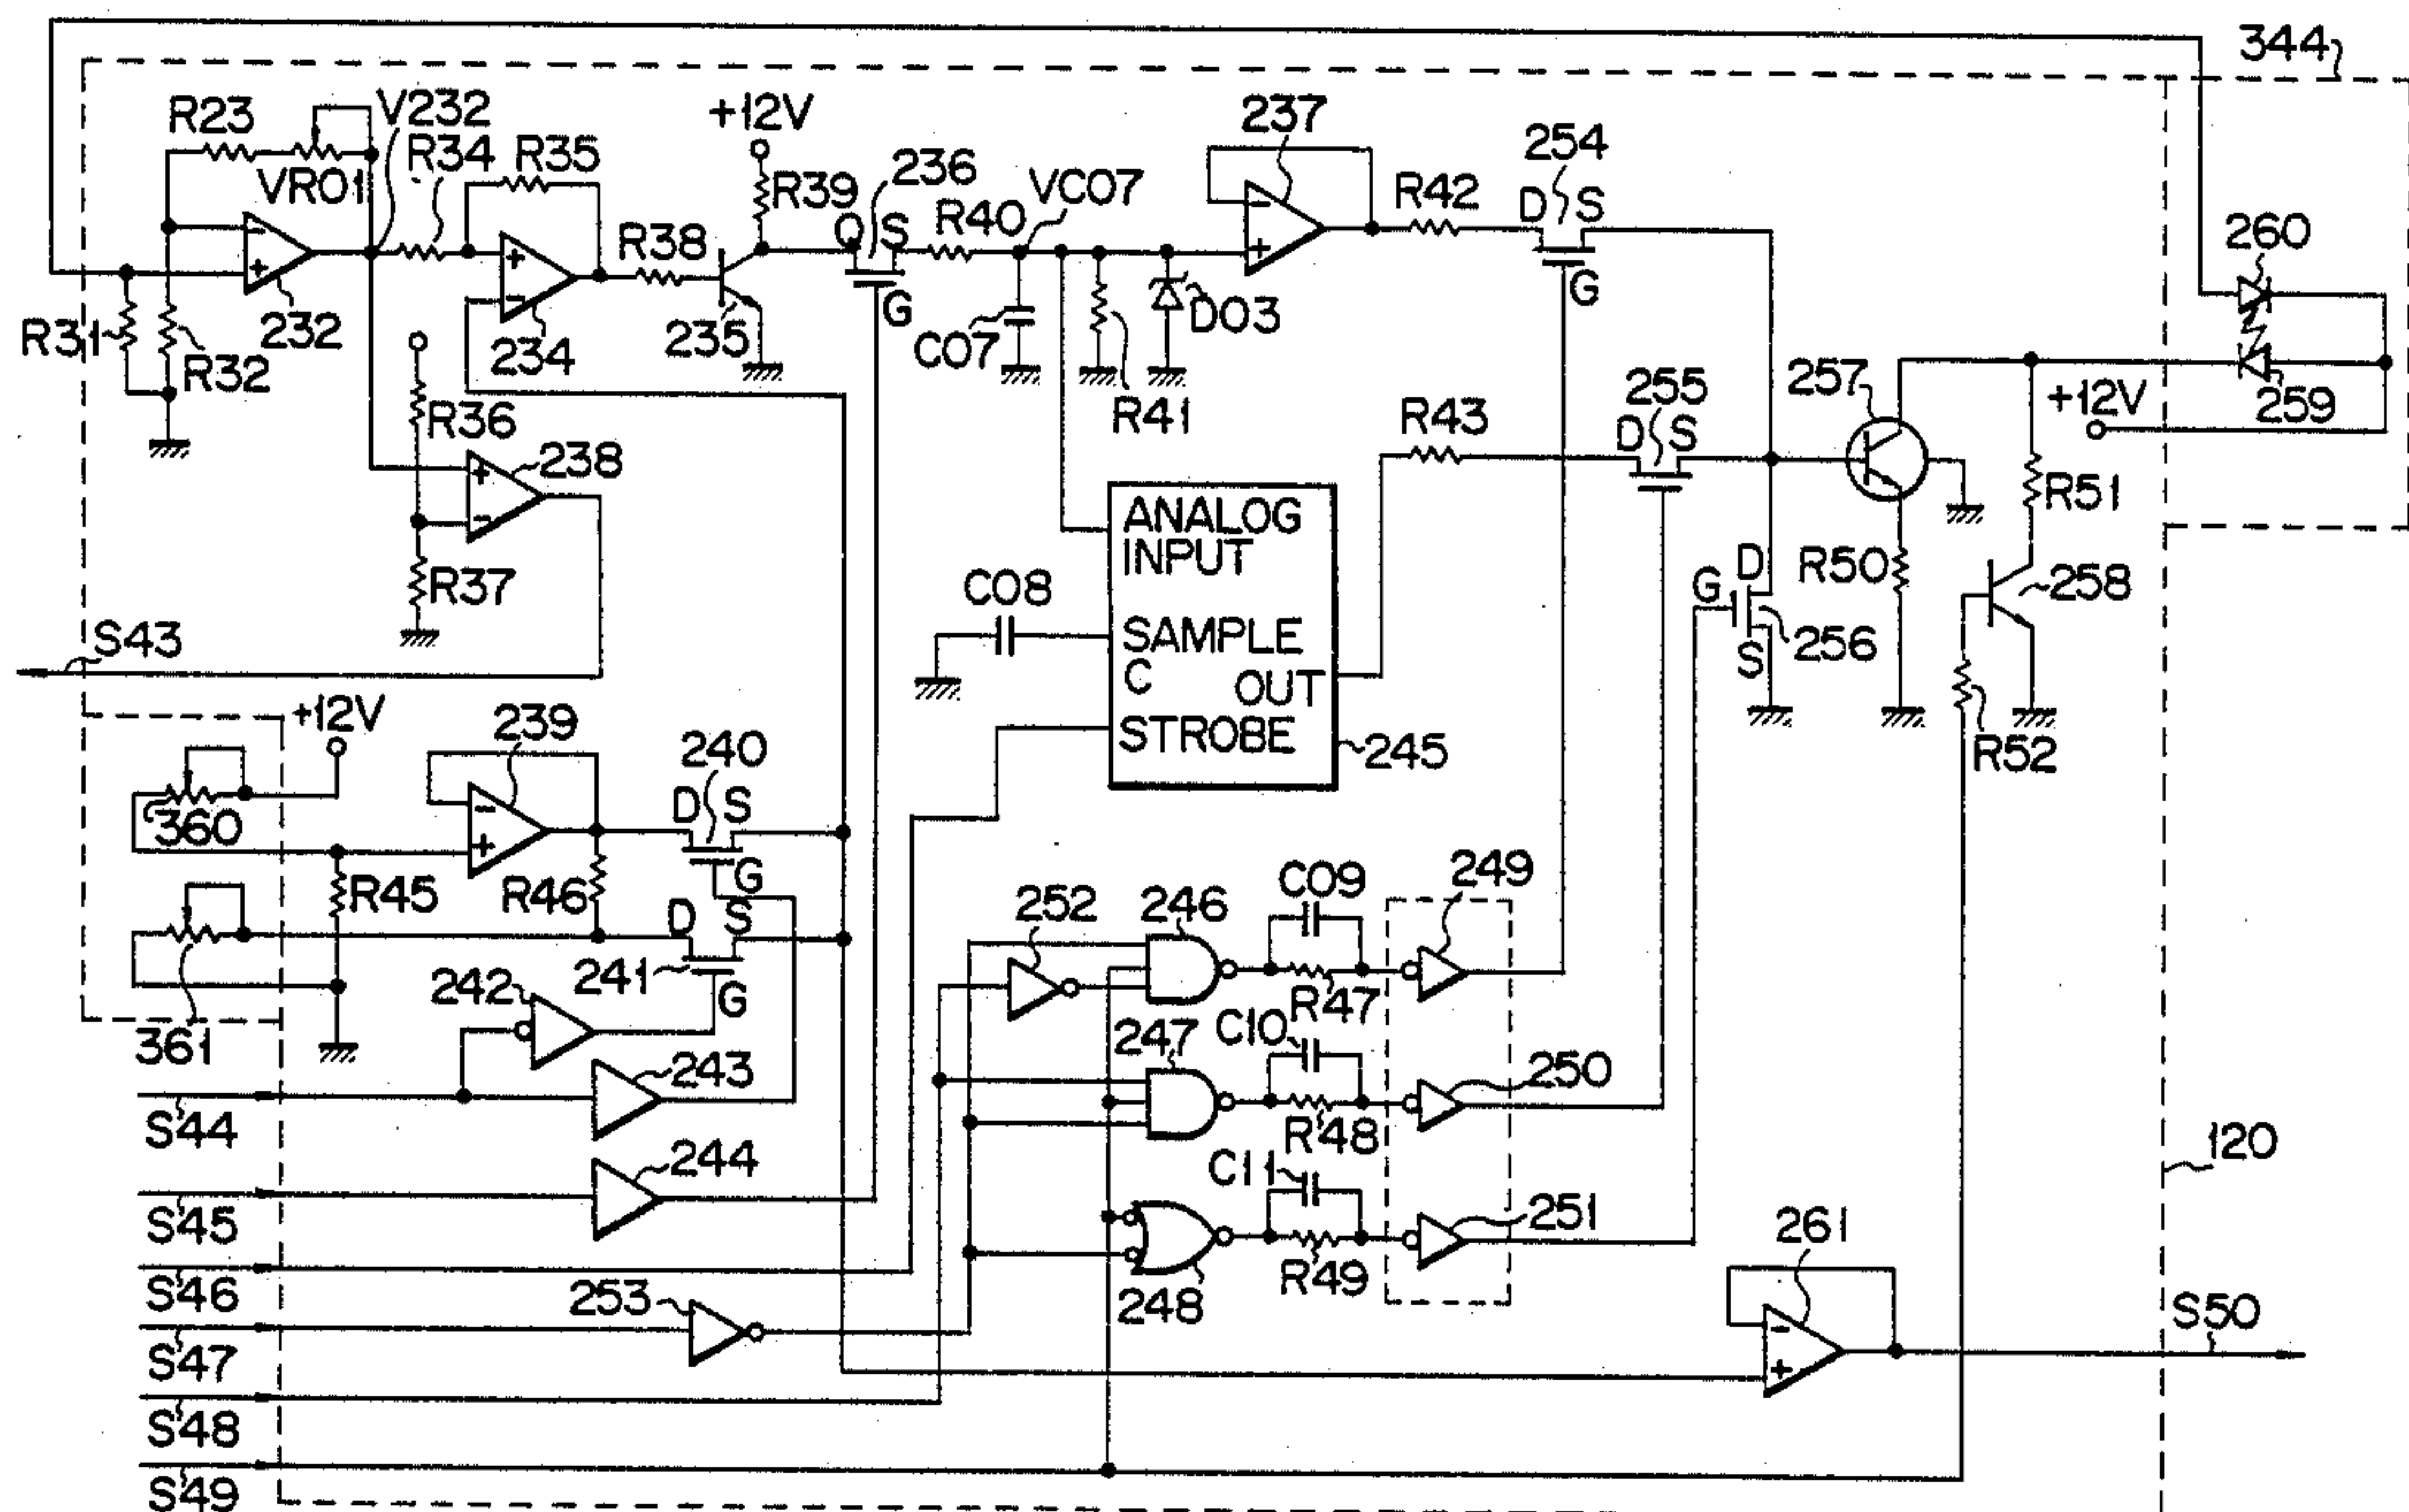 344
R23
V232
R34
R35
+12V
237
254
VR01
R39
236
VC07
R42
D S
260
R38
O S
R40
G
R31
R32
232
234
235
G
C07
D03
R41
257
259
+12V
R36
238
R43
255
D S
R51
R37
ANALOG
INPUT
SAMPLE
C
OUT
STROBE
C08
245
G
D
S
256
R50
258
R52
S43
+12V
239
240
D S
G
360
R45
R46
D S
241
G
361
242
243
244
252
246
C09
249
R47
247
C10
250
R48
C11
251
R49
248
253
261
120
S44
S45
S46
S47
S48
S49
S50